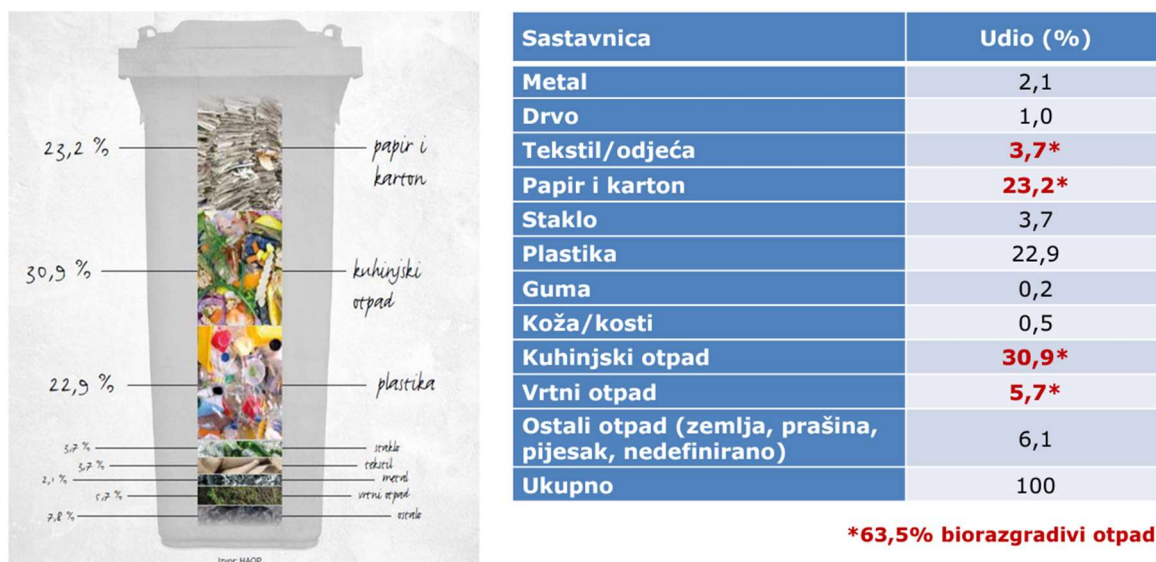 23,2 %
papir i
karton
30,9 %
kuhinjski
otpad
22,9 %
plastika
3,7 %
staklo
3,7 %
tekstil
2,1 %
metal
5,7 %
vrtni otpad
7,8 %
ostalo
Izvor: HAOP
Sastavnica Udio (%)
Metal 2,1
Drvo 1,0
Tekstil/odjeća 3,7*
Papir i karton 23,2*
Staklo 3,7
Plastika 22,9
Guma 0,2
Koža/kosti 0,5
Kuhinjski otpad 30,9*
Vrtni otpad 5,7*
Ostali otpad (zemlja, prašina,
pijesak, nedefinirano) 6,1
Ukupno 100
*63,5% biorazgradivi otpad